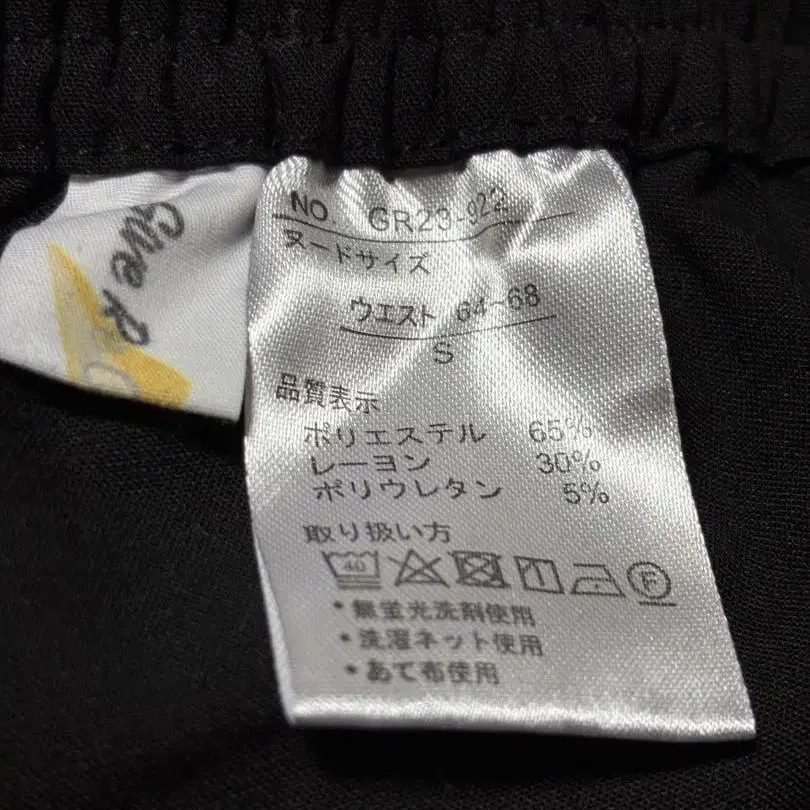 Give R
NO. GR23-922
ヌードサイズ
ウエスト 64~68
S
品質表示
ポリエステル 65%
レーヨン 30%
ポリウレタン 5%
取り扱い方
40 F
・無蛍光洗剤使用
・洗濯ネット使用
・あて布使用